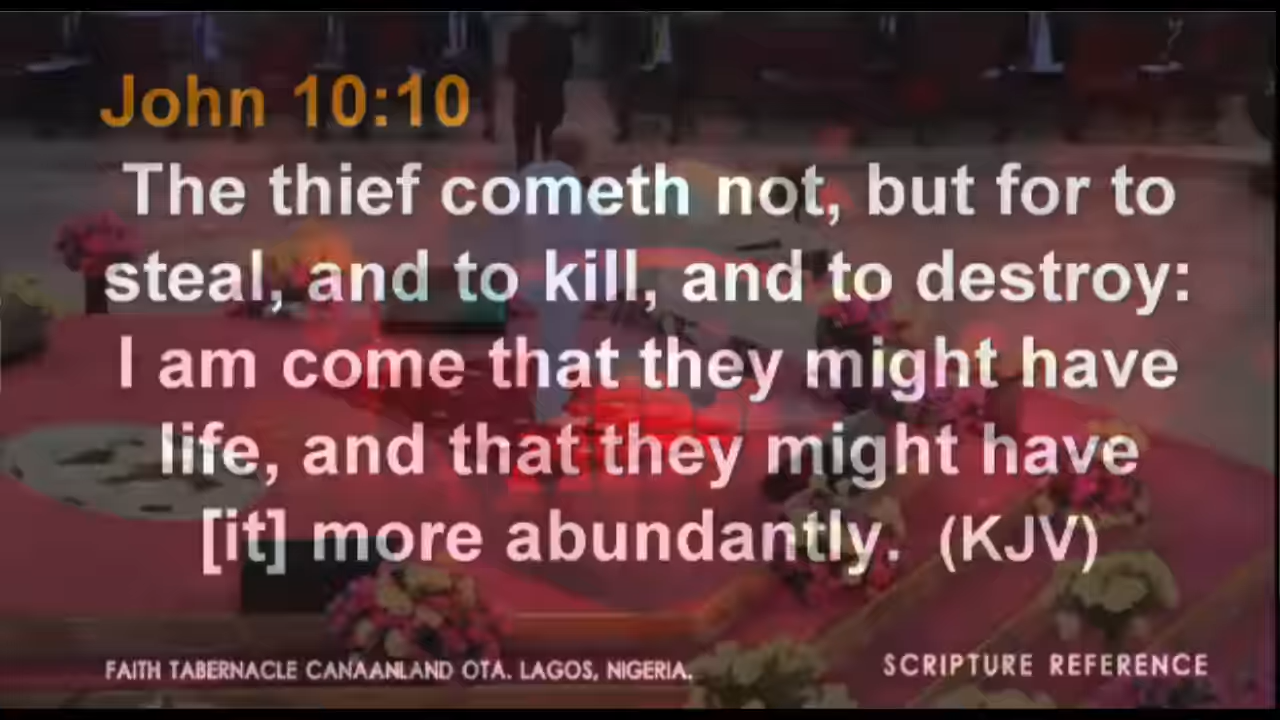 John 10:10
The thief cometh not, but for to
steal, and to kill, and to destroy:
I am come that they might have
life, and that they might have
[it] more abundantly. (KJV)
FAITH TABERNACLE CANAANLAND OTA. LAGOS, NIGERIA.
SCRIPTURE REFERENCE